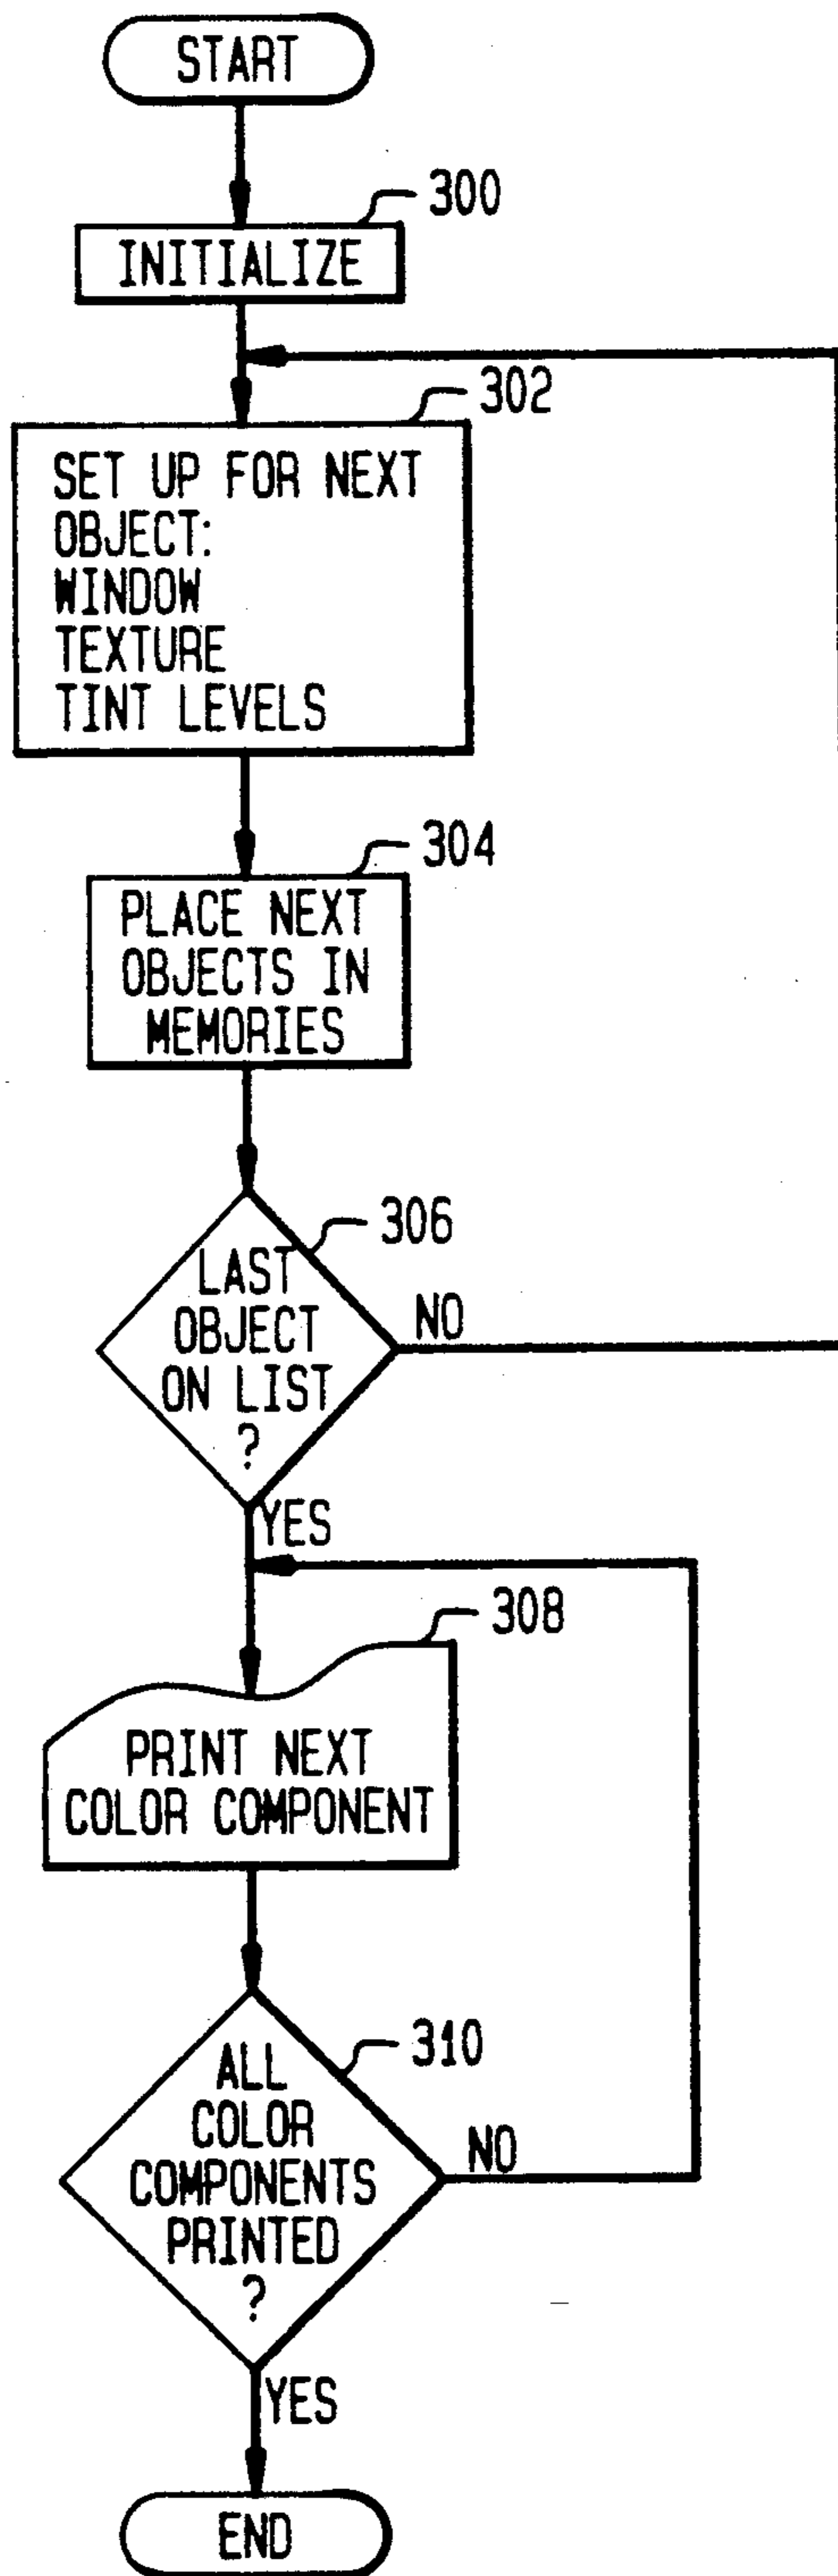 START
300
INITIALIZE
302
SET UP FOR NEXT
OBJECT:
WINDOW
TEXTURE
TINT LEVELS
304
PLACE NEXT
OBJECTS IN
MEMORIES
306
LAST
OBJECT
ON LIST
?
NO
YES
308
PRINT NEXT
COLOR COMPONENT
310
ALL
COLOR
COMPONENTS
PRINTED
?
NO
YES
END